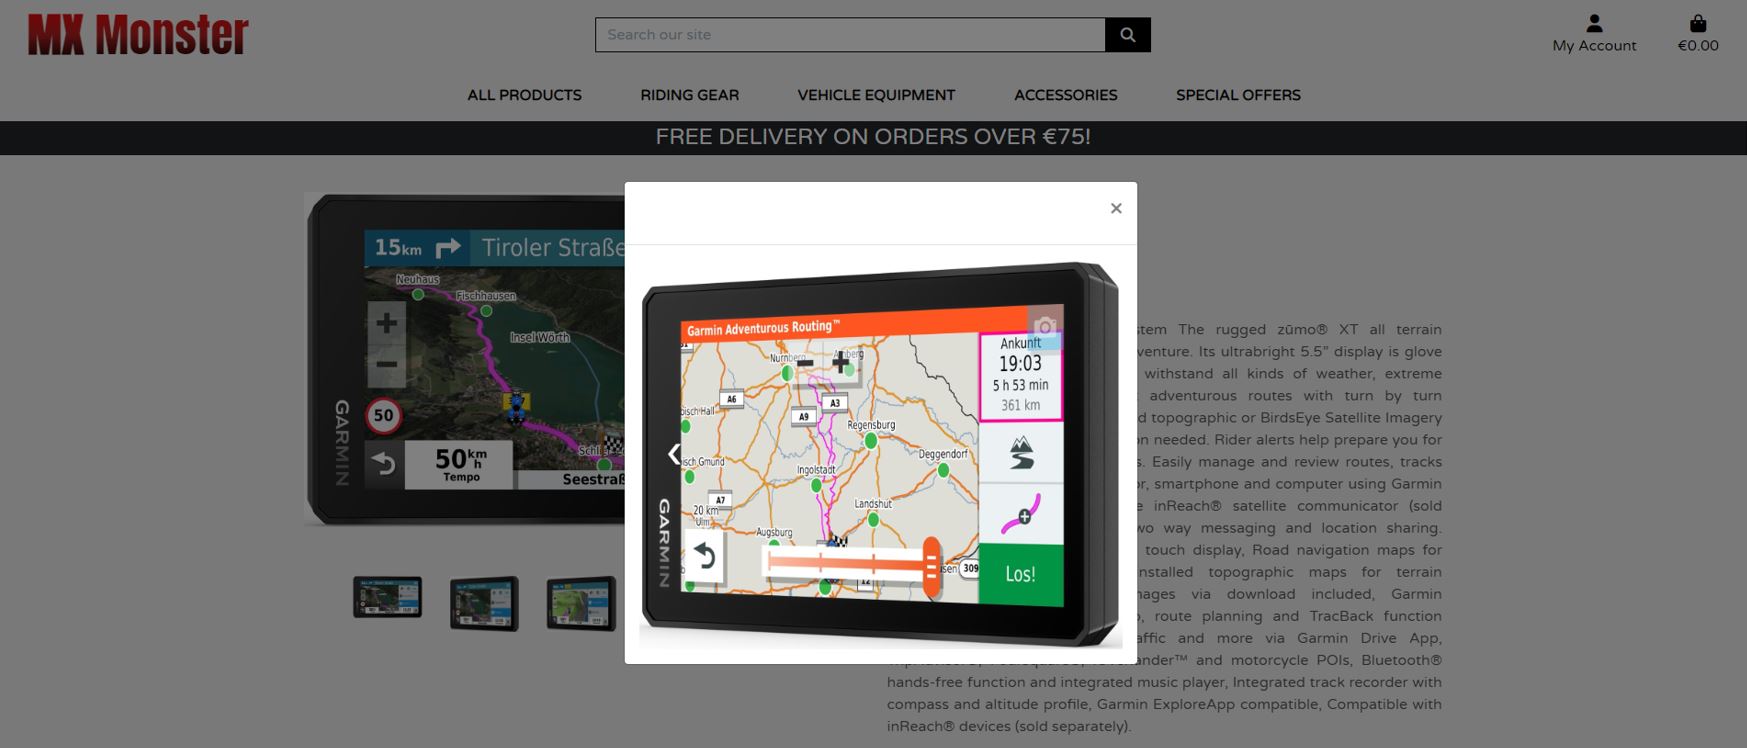 MX Monster
Search our site
My Account
€0.00
ALL PRODUCTS
RIDING GEAR
VEHICLE EQUIPMENT
ACCESSORIES
SPECIAL OFFERS
FREE DELIVERY ON ORDERS OVER €75!
15km
Tiroler Straße
Neuhaus
Fischhausen
Insel Wörth
50
GARMIN
50 km/h
Tempo
Seestraß
×
Garmin Adventurous Routing™
Nürnberg
Amberg
A6
A9
A3
Regensburg
Deggendorf
isch Gmund
Ingolstadt
A7
20 km
Ulm
Landshut
Augsburg
309
12
GARMIN
Ankunft
19:03
5 h 53 min
361 km
Los!
stem The rugged zūmo® XT all terrain
venture. Its ultrabright 5.5” display is glove
withstand all kinds of weather, extreme
adventurous routes with turn by turn
d topographic or BirdsEye Satellite Imagery
on needed. Rider alerts help prepare you for
s. Easily manage and review routes, tracks
or, smartphone and computer using Garmin
e inReach® satellite communicator (sold
wo way messaging and location sharing.
touch display, Road navigation maps for
nstalled topographic maps for terrain
mages via download included, Garmin
, route planning and TracBack function
affic and more via Garmin Drive App,
ander™ and motorcycle POIs, Bluetooth®
hands-free function and integrated music player, Integrated track recorder with
compass and altitude profile, Garmin ExploreApp compatible, Compatible with
inReach® devices (sold separately).